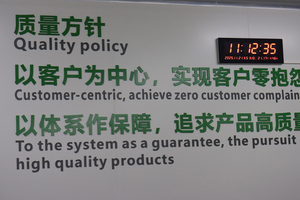 质量方针
Quality policy
11:12:35
以客户为中心，实现客户零抱怨
Customer-centric, achieve zero customer complain
以体系作保障，追求产品高质
To the system as a guarantee, the pursuit
high quality products